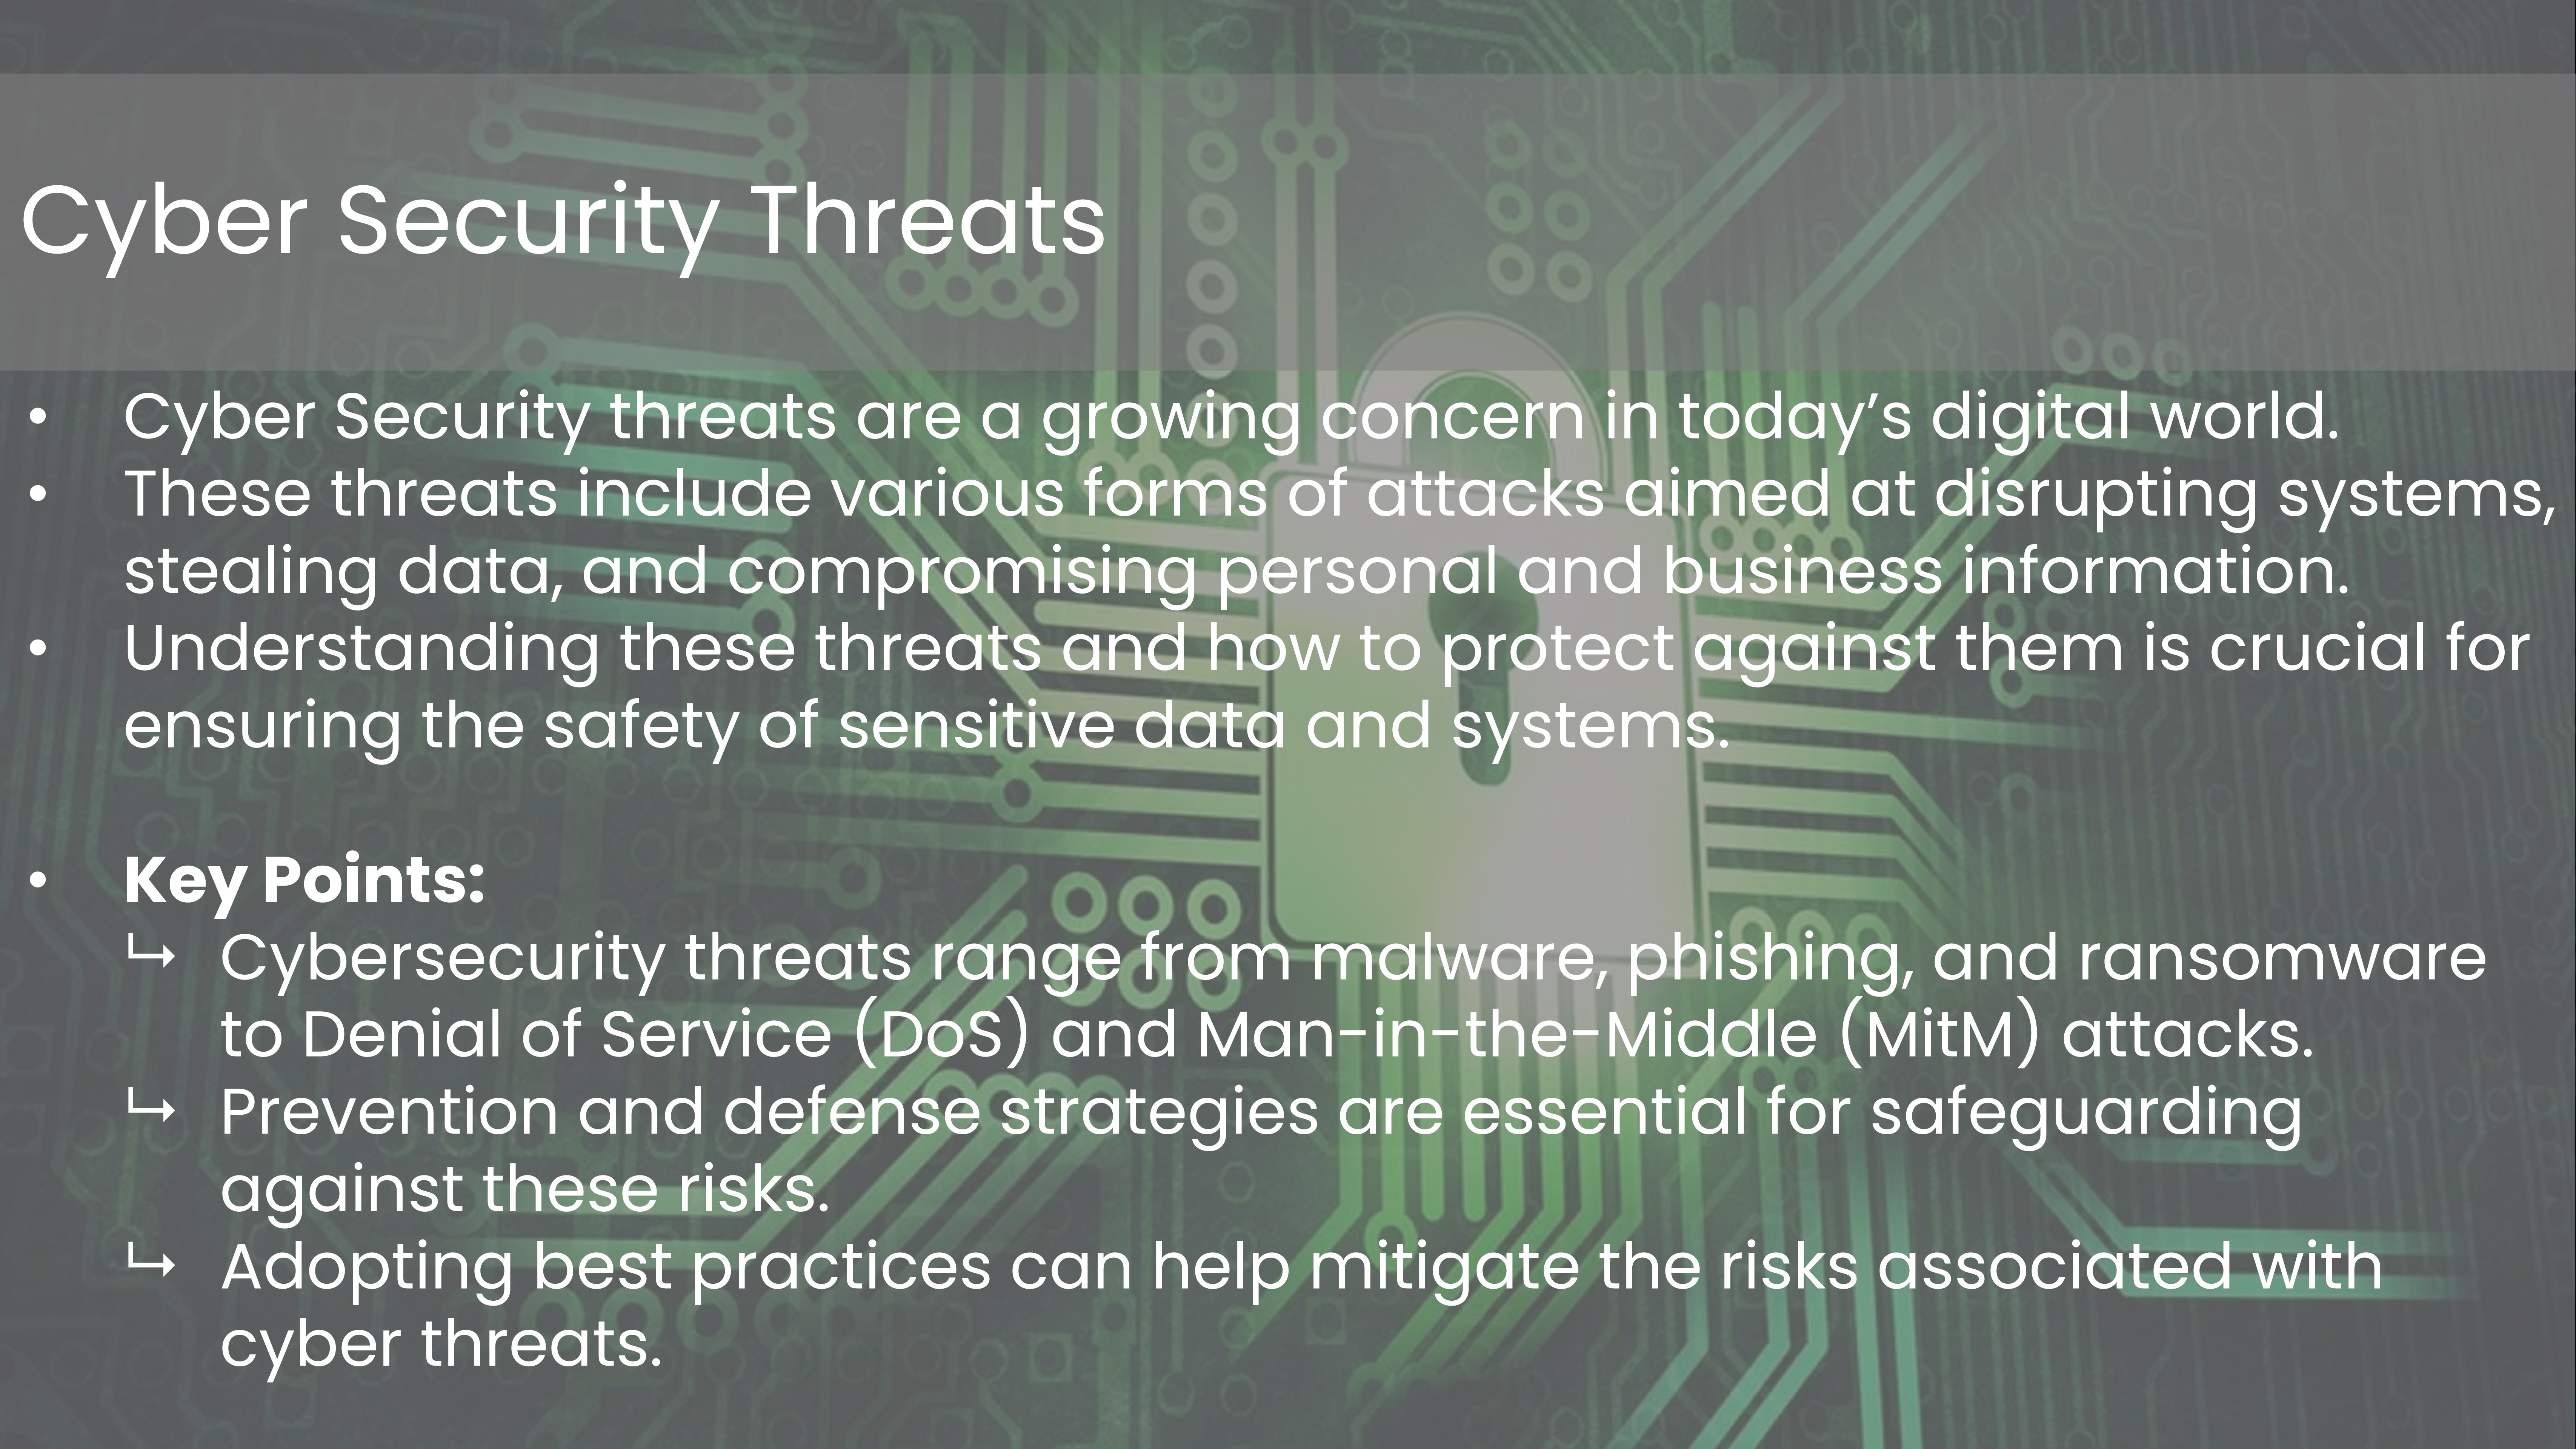 Cyber Security Threats
• Cyber Security threats are a growing concern in today’s digital world.
• These threats include various forms of attacks aimed at disrupting systems,
stealing data, and compromising personal and business information.
• Understanding these threats and how to protect against them is crucial for
ensuring the safety of sensitive data and systems.
• Key Points:
↳ Cybersecurity threats range from malware, phishing, and ransomware
to Denial of Service (DoS) and Man-in-the-Middle (MitM) attacks.
↳ Prevention and defense strategies are essential for safeguarding
against these risks.
↳ Adopting best practices can help mitigate the risks associated with
cyber threats.